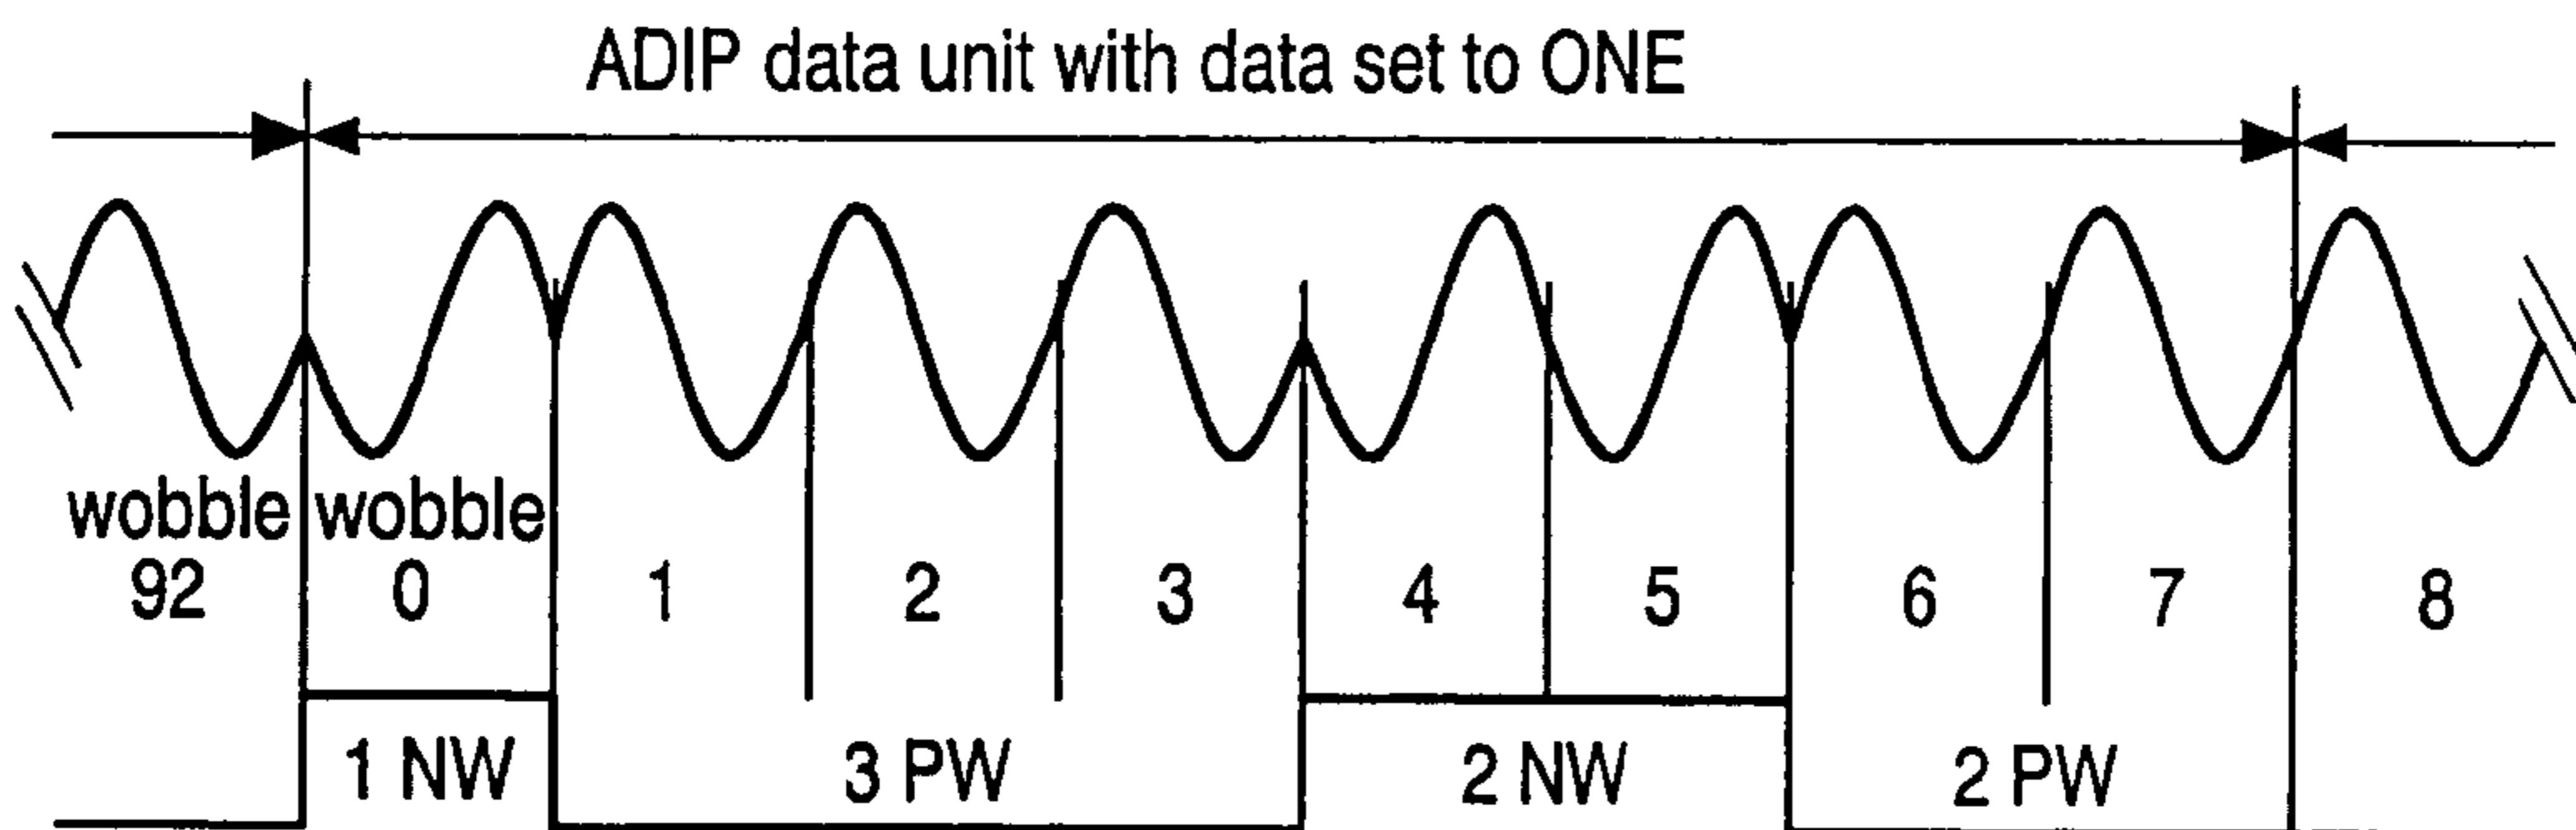 ADIP data unit with data set to ONE
wobble wobble
92 0 1 2 3 4 5 6 7 8
1 NW 3 PW 2 NW 2 PW